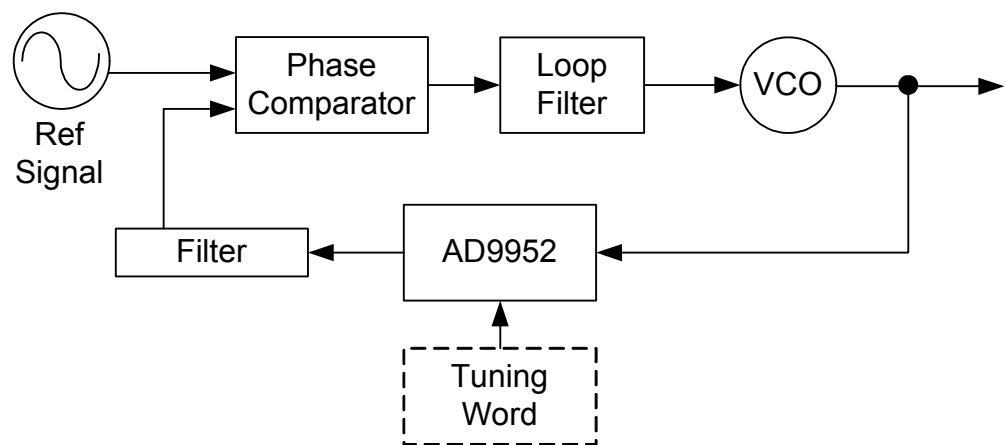 Phase
Comparator
Loop
Filter
VCO
Ref
Signal
Filter
AD9952
Tuning
Word